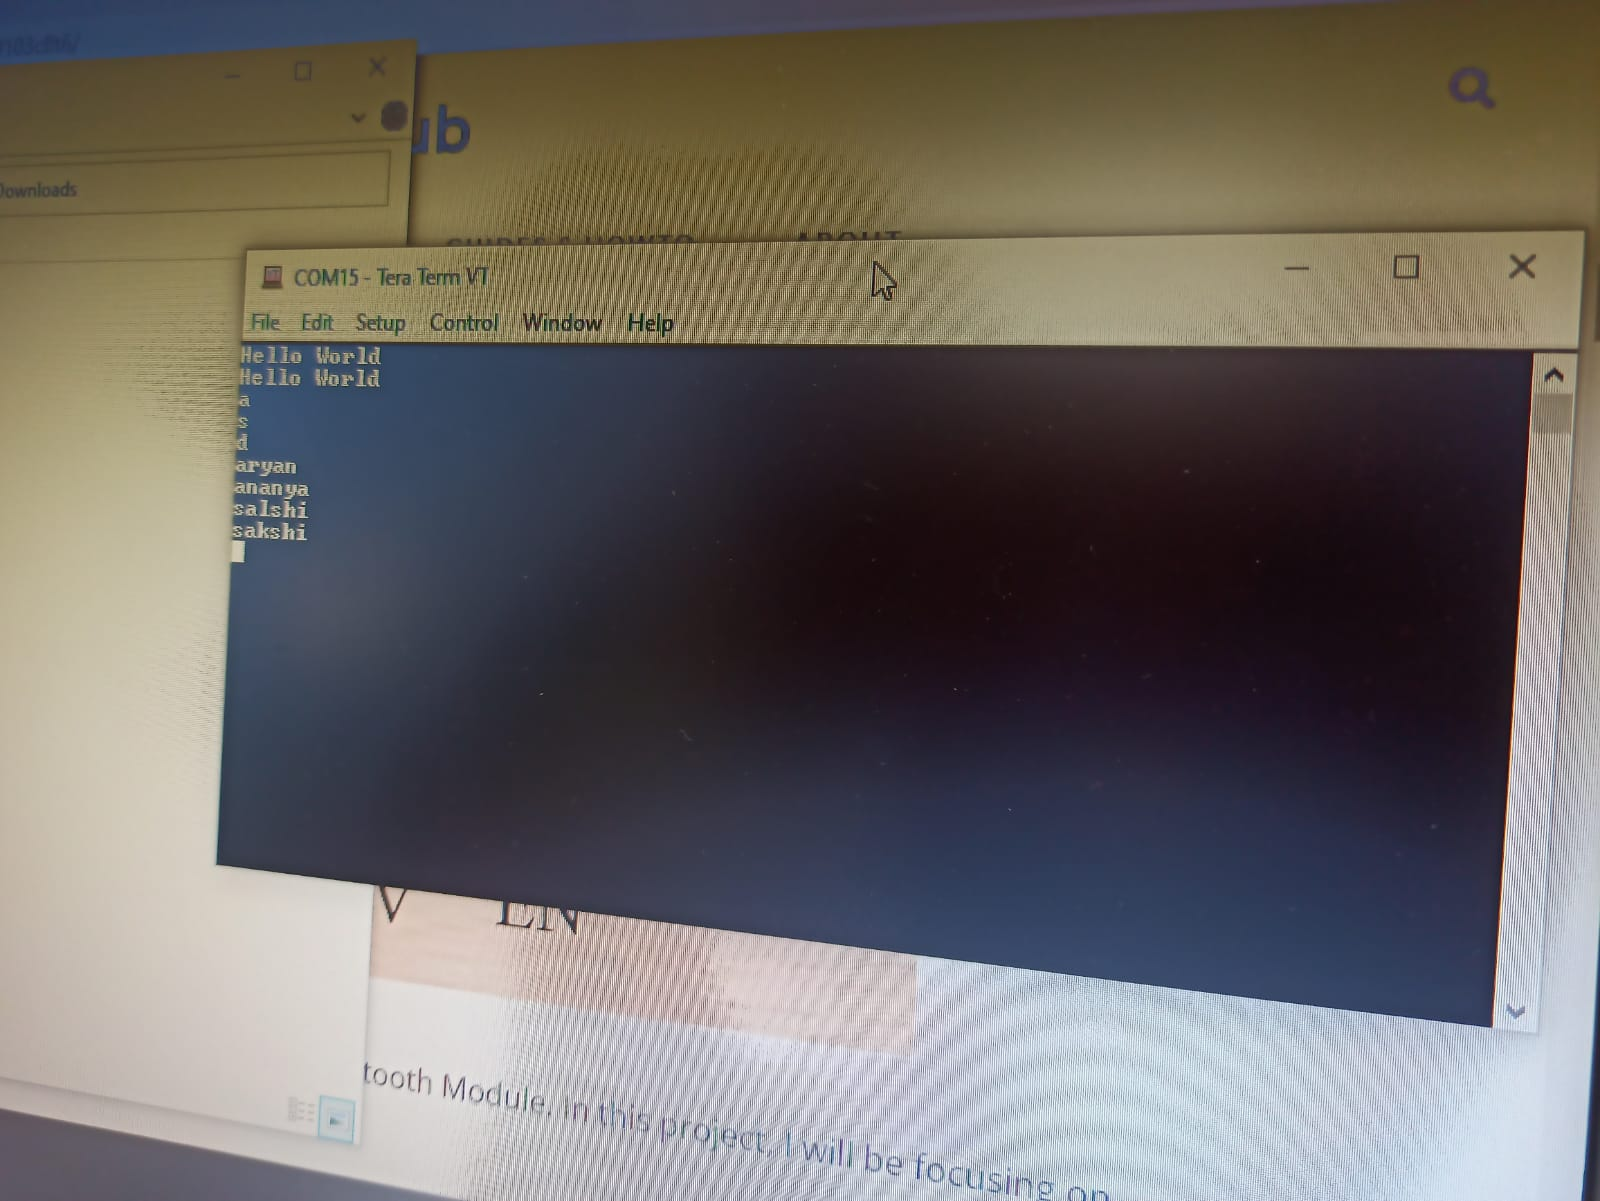 Downloads
ub
COM15 - Tera Term VT
File Edit Setup Control Window Help
Hello World
Hello World
a
s
d
aryan
ananya
salshi
sakshi
V EN
tooth Module. In this project, I will be focusing on